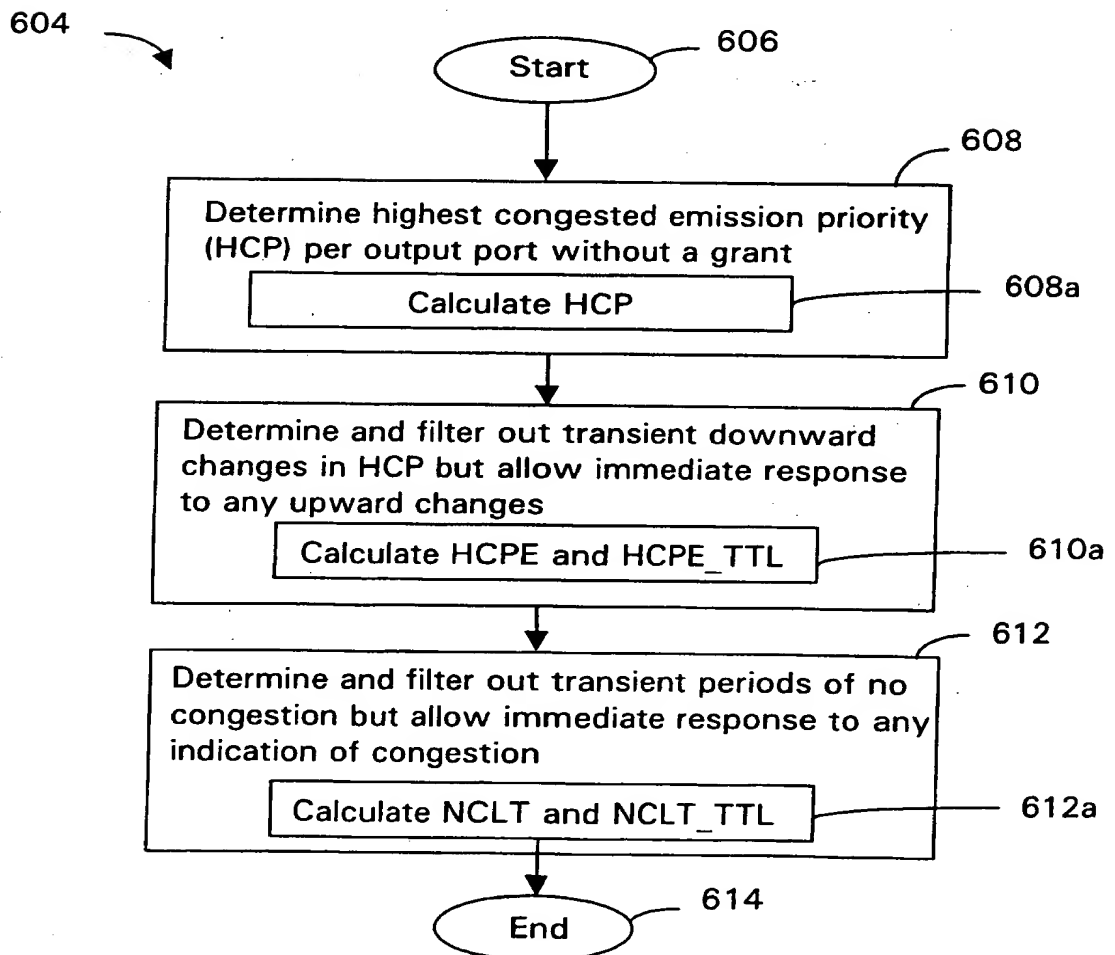 604
Start
606
608
Determine highest congested emission priority
(HCP) per output port without a grant
Calculate HCP
608a
610
Determine and filter out transient downward
changes in HCP but allow immediate response
to any upward changes
Calculate HCPE and HCPE_TTL
610a
612
Determine and filter out transient periods of no
congestion but allow immediate response to any
indication of congestion
Calculate NCLT and NCLT_TTL
612a
End
614